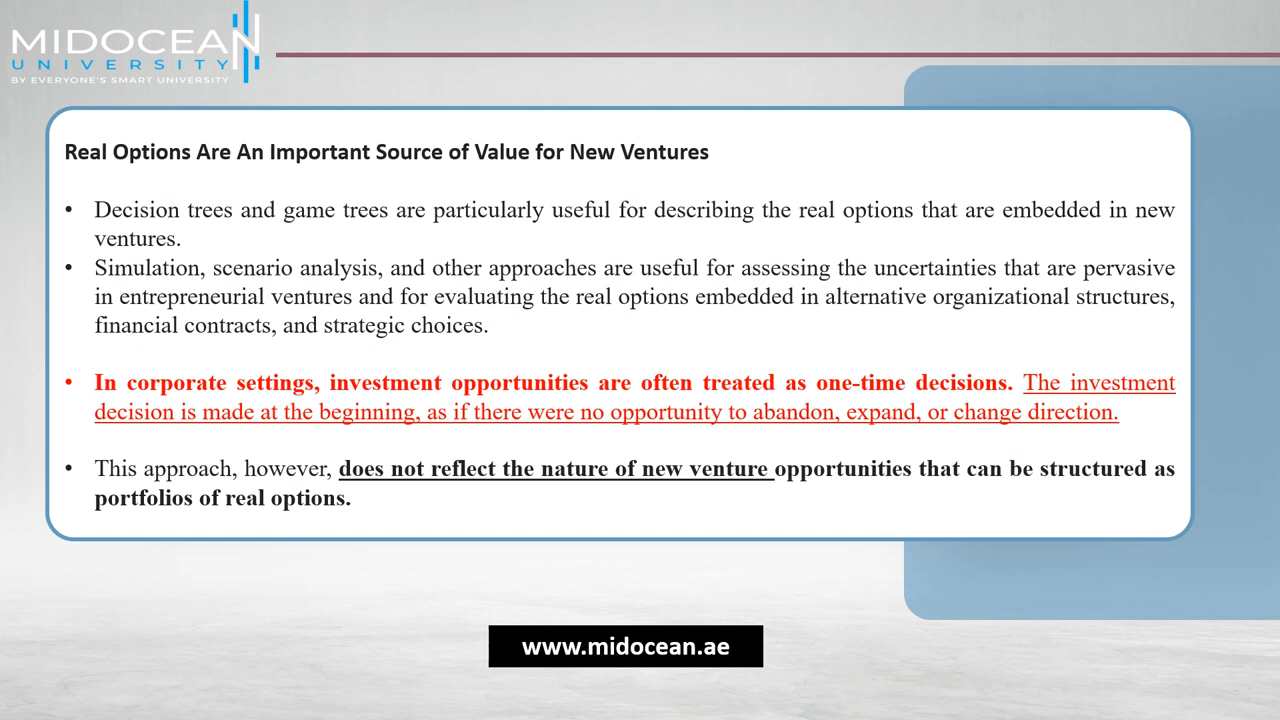 MIDOCEAN
UNIVERSITY
BY EVERYONE'S SMART UNIVERSITY
Real Options Are An Important Source of Value for New Ventures
• Decision trees and game trees are particularly useful for describing the real options that are embedded in new
ventures.
• Simulation, scenario analysis, and other approaches are useful for assessing the uncertainties that are pervasive
in entrepreneurial ventures and for evaluating the real options embedded in alternative organizational structures,
financial contracts, and strategic choices.
• In corporate settings, investment opportunities are often treated as one-time decisions. The investment
decision is made at the beginning, as if there were no opportunity to abandon, expand, or change direction.
• This approach, however, does not reflect the nature of new venture opportunities that can be structured as
portfolios of real options.
www.midocean.ae